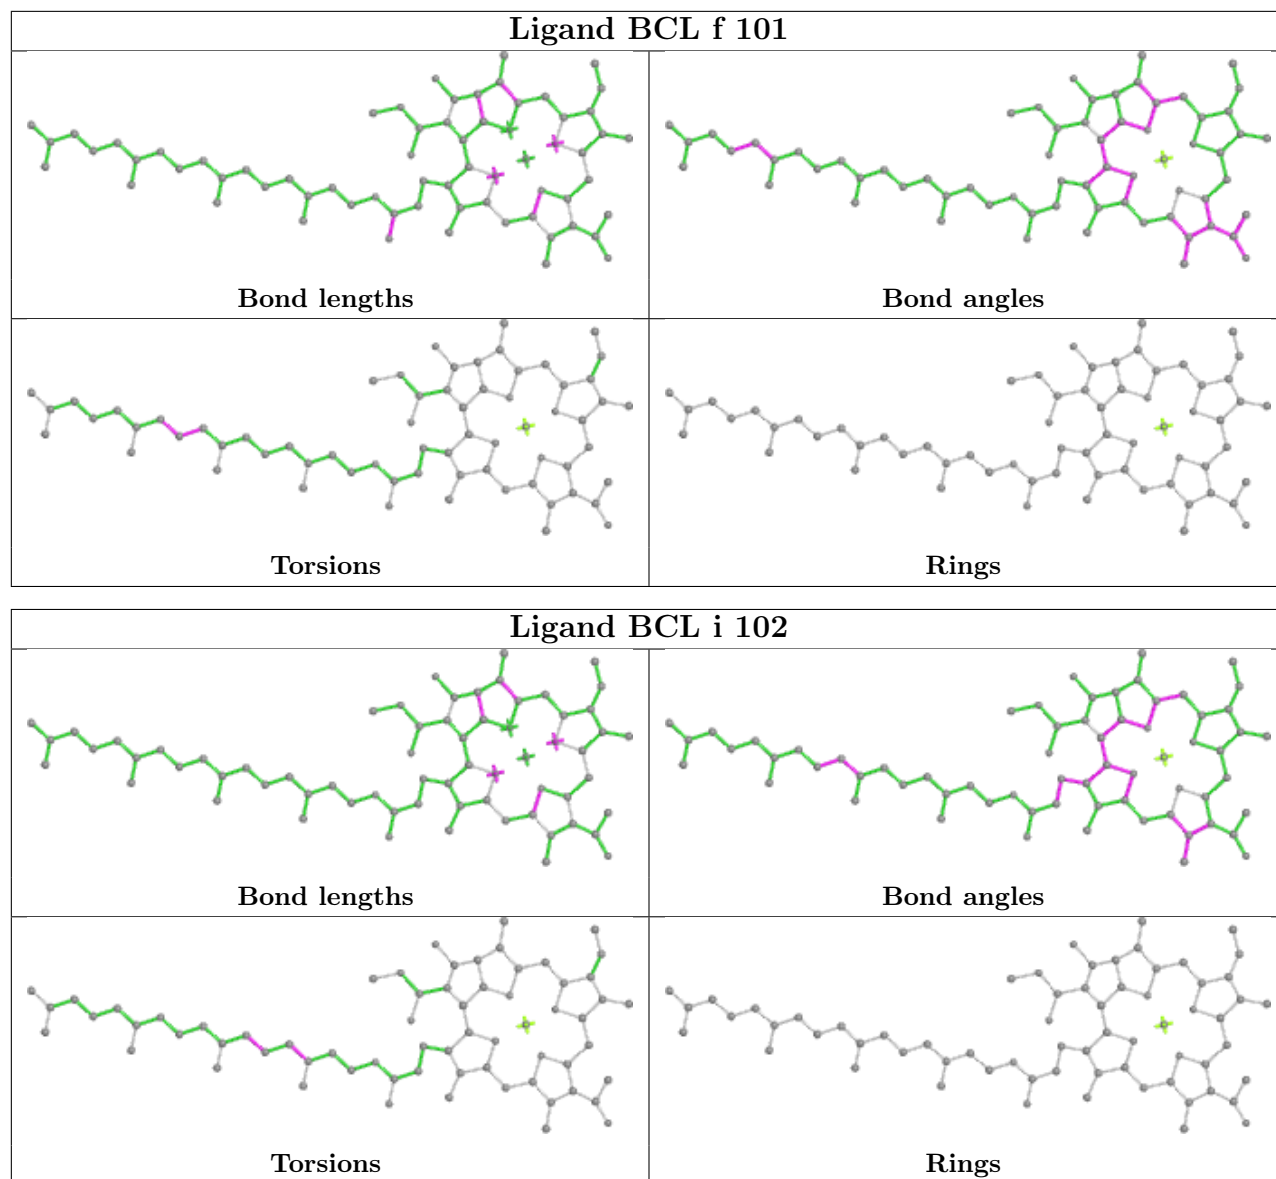 Ligand BCL f 101
Bond lengths
Bond angles
Torsions
Rings
Ligand BCL i 102
Bond lengths
Bond angles
Torsions
Rings